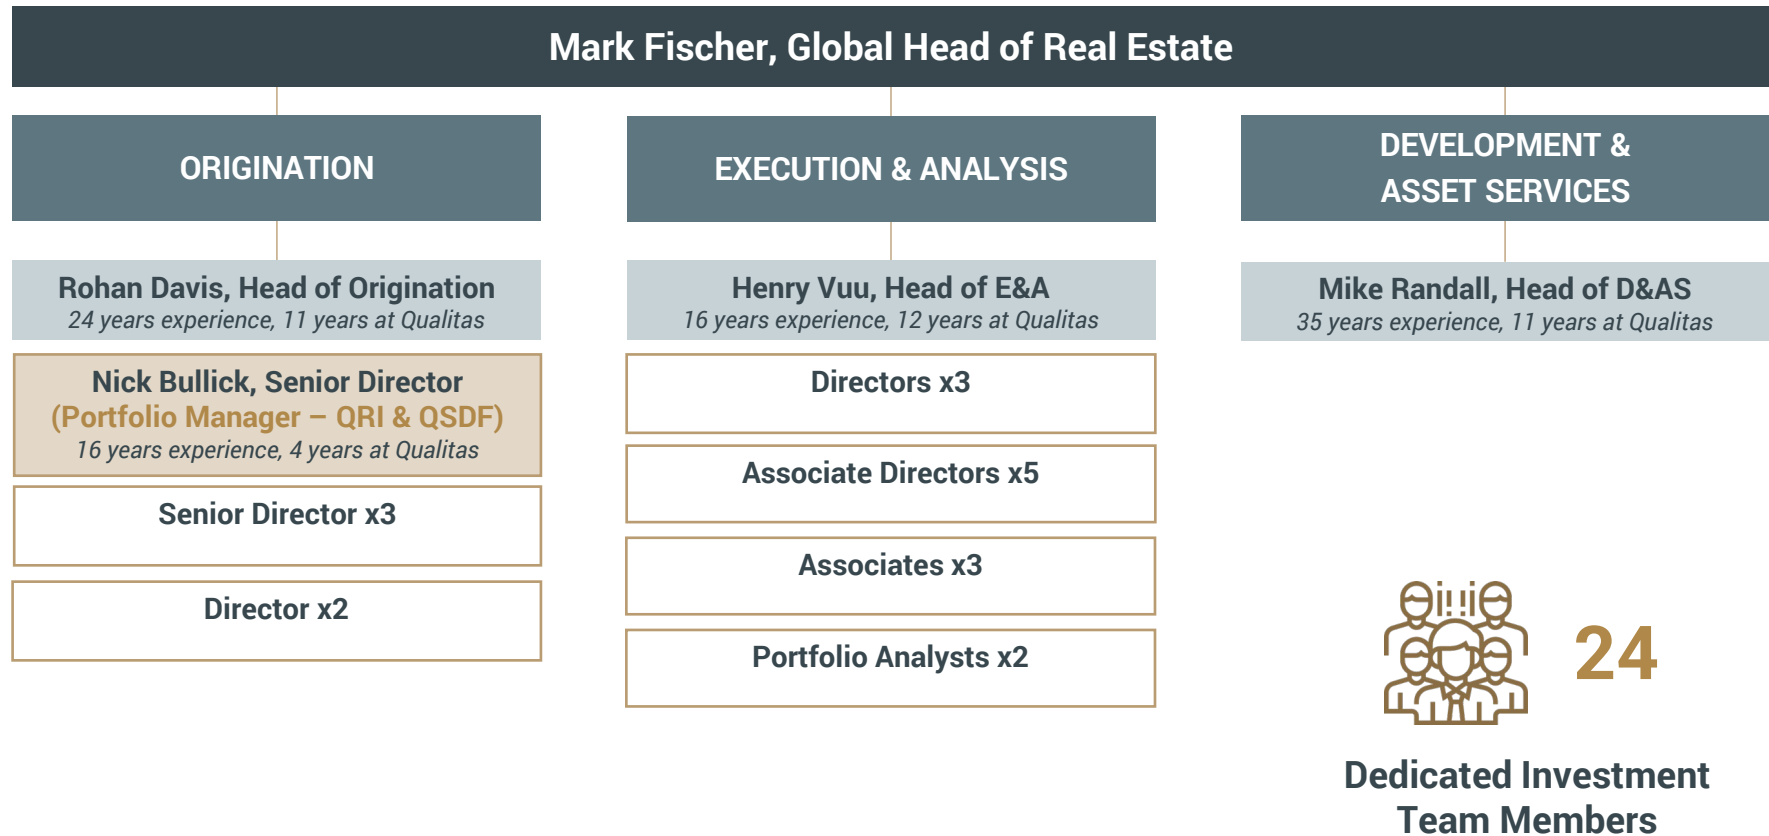 Mark Fischer, Global Head of Real Estate
ORIGINATION
Rohan Davis, Head of Origination
24 years experience, 11 years at Qualitas
Nick Bullick, Senior Director
(Portfolio Manager – QRI & QSDF)
16 years experience, 4 years at Qualitas
Senior Director x3
Director x2
EXECUTION & ANALYSIS
Henry Vuu, Head of E&A
16 years experience, 12 years at Qualitas
Directors x3
Associate Directors x5
Associates x3
Portfolio Analysts x2
DEVELOPMENT &
ASSET SERVICES
Mike Randall, Head of D&AS
35 years experience, 11 years at Qualitas
24
Dedicated Investment
Team Members